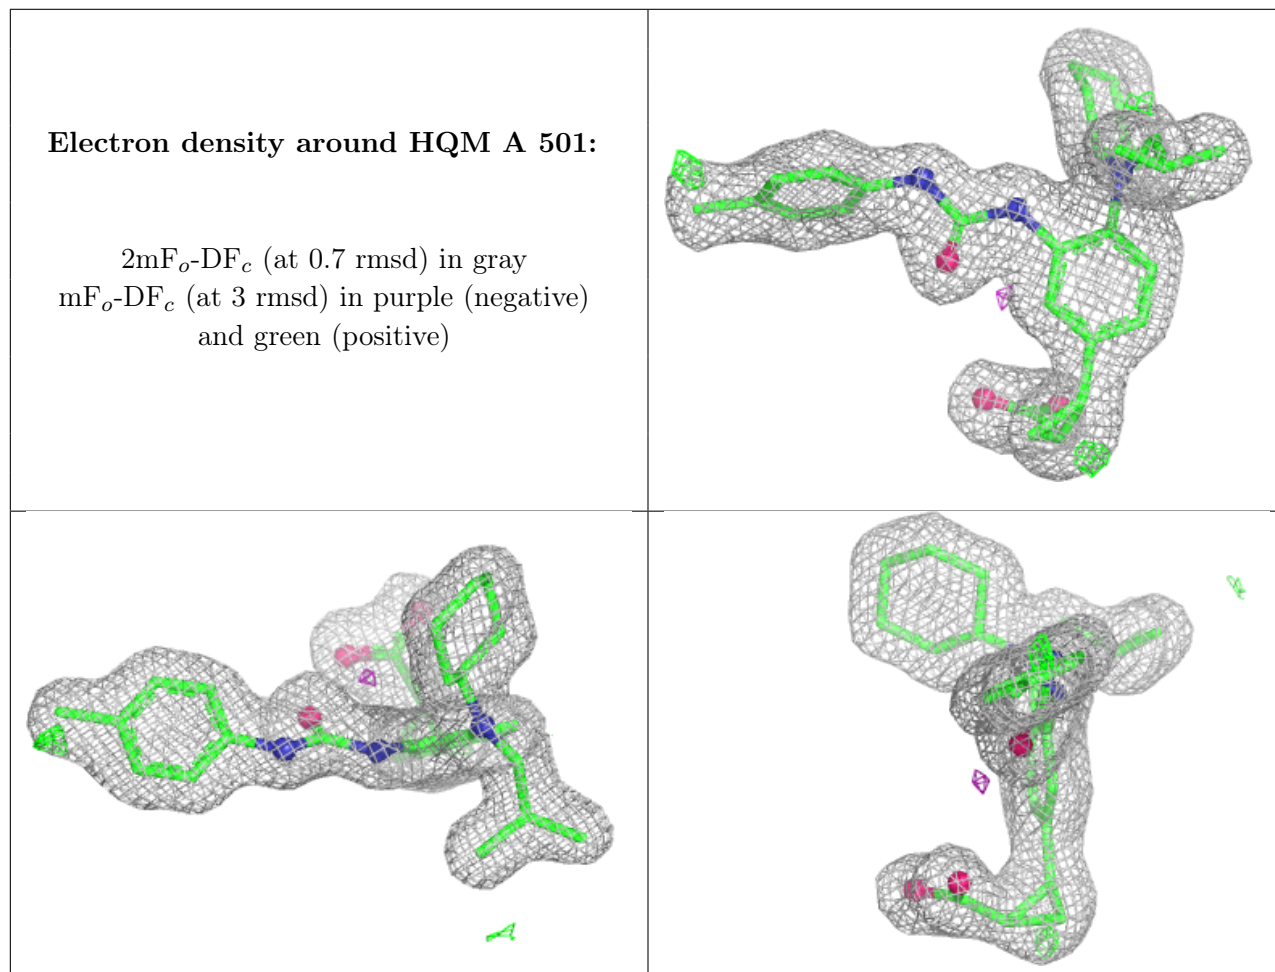 Electron density around HQM A 501:
2mFo-DFc (at 0.7 rmsd) in gray
mFo-DFc (at 3 rmsd) in purple (negative)
and green (positive)